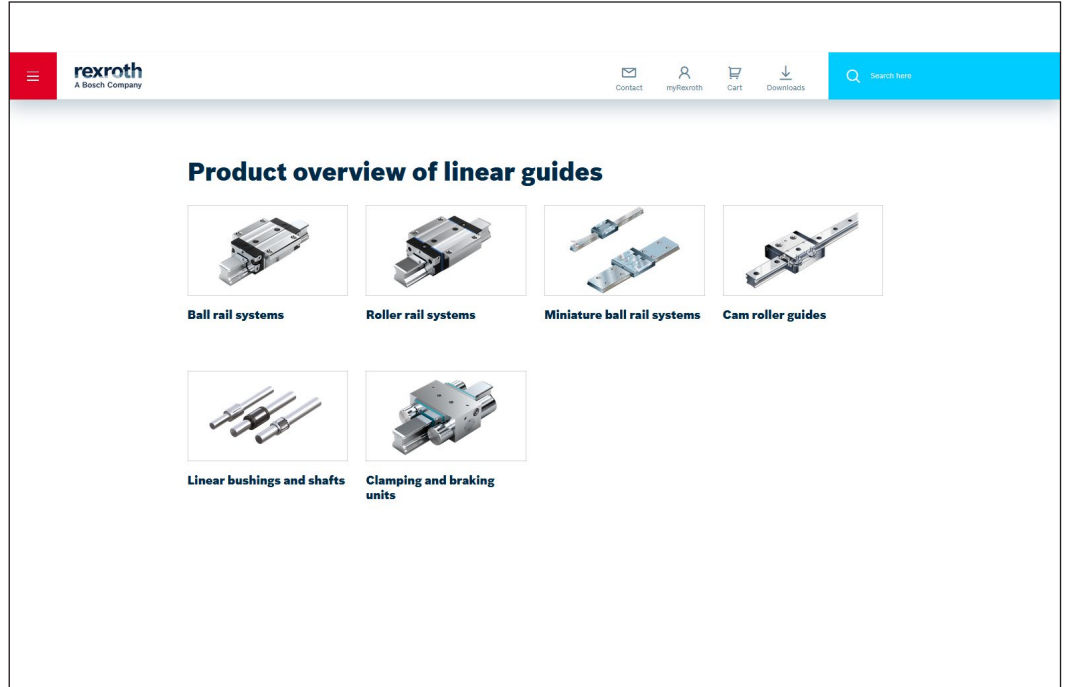 rexroth
A Bosch Company
Contact
myRexroth
Cart
Downloads
Search here
Product overview of linear guides
Ball rail systems
Roller rail systems
Miniature ball rail systems
Cam roller guides
Linear bushings and shafts
Clamping and braking
units